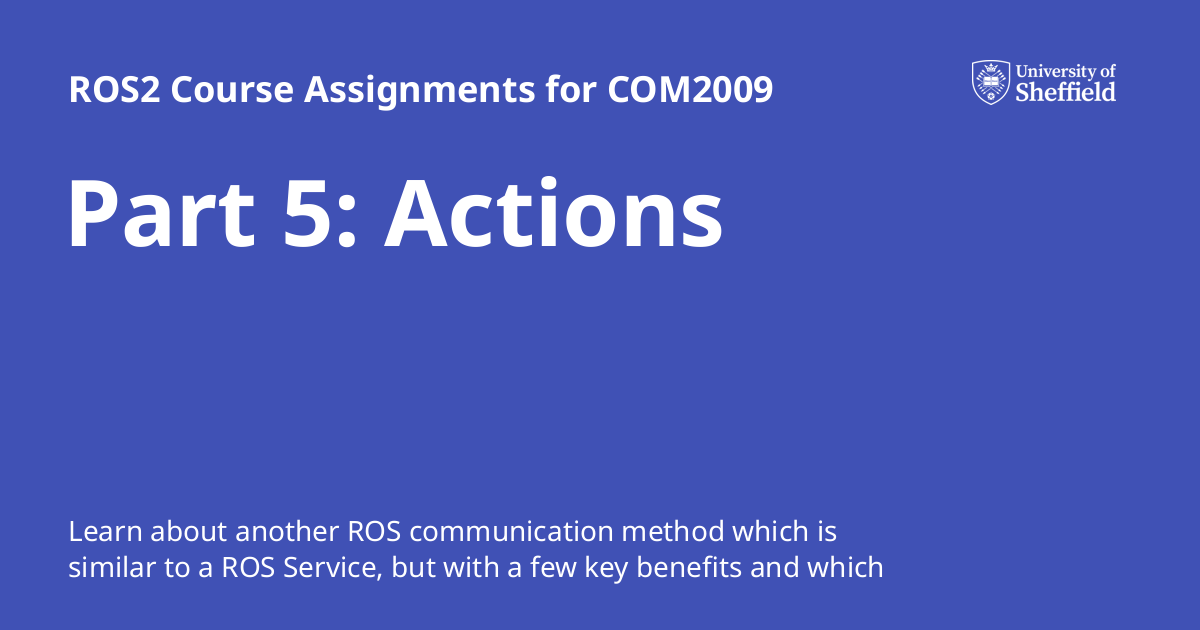 ROS2 Course Assignments for COM2009
University of
Sheffield
Part 5: Actions
Learn about another ROS communication method which is
similar to a ROS Service, but with a few key benefits and which